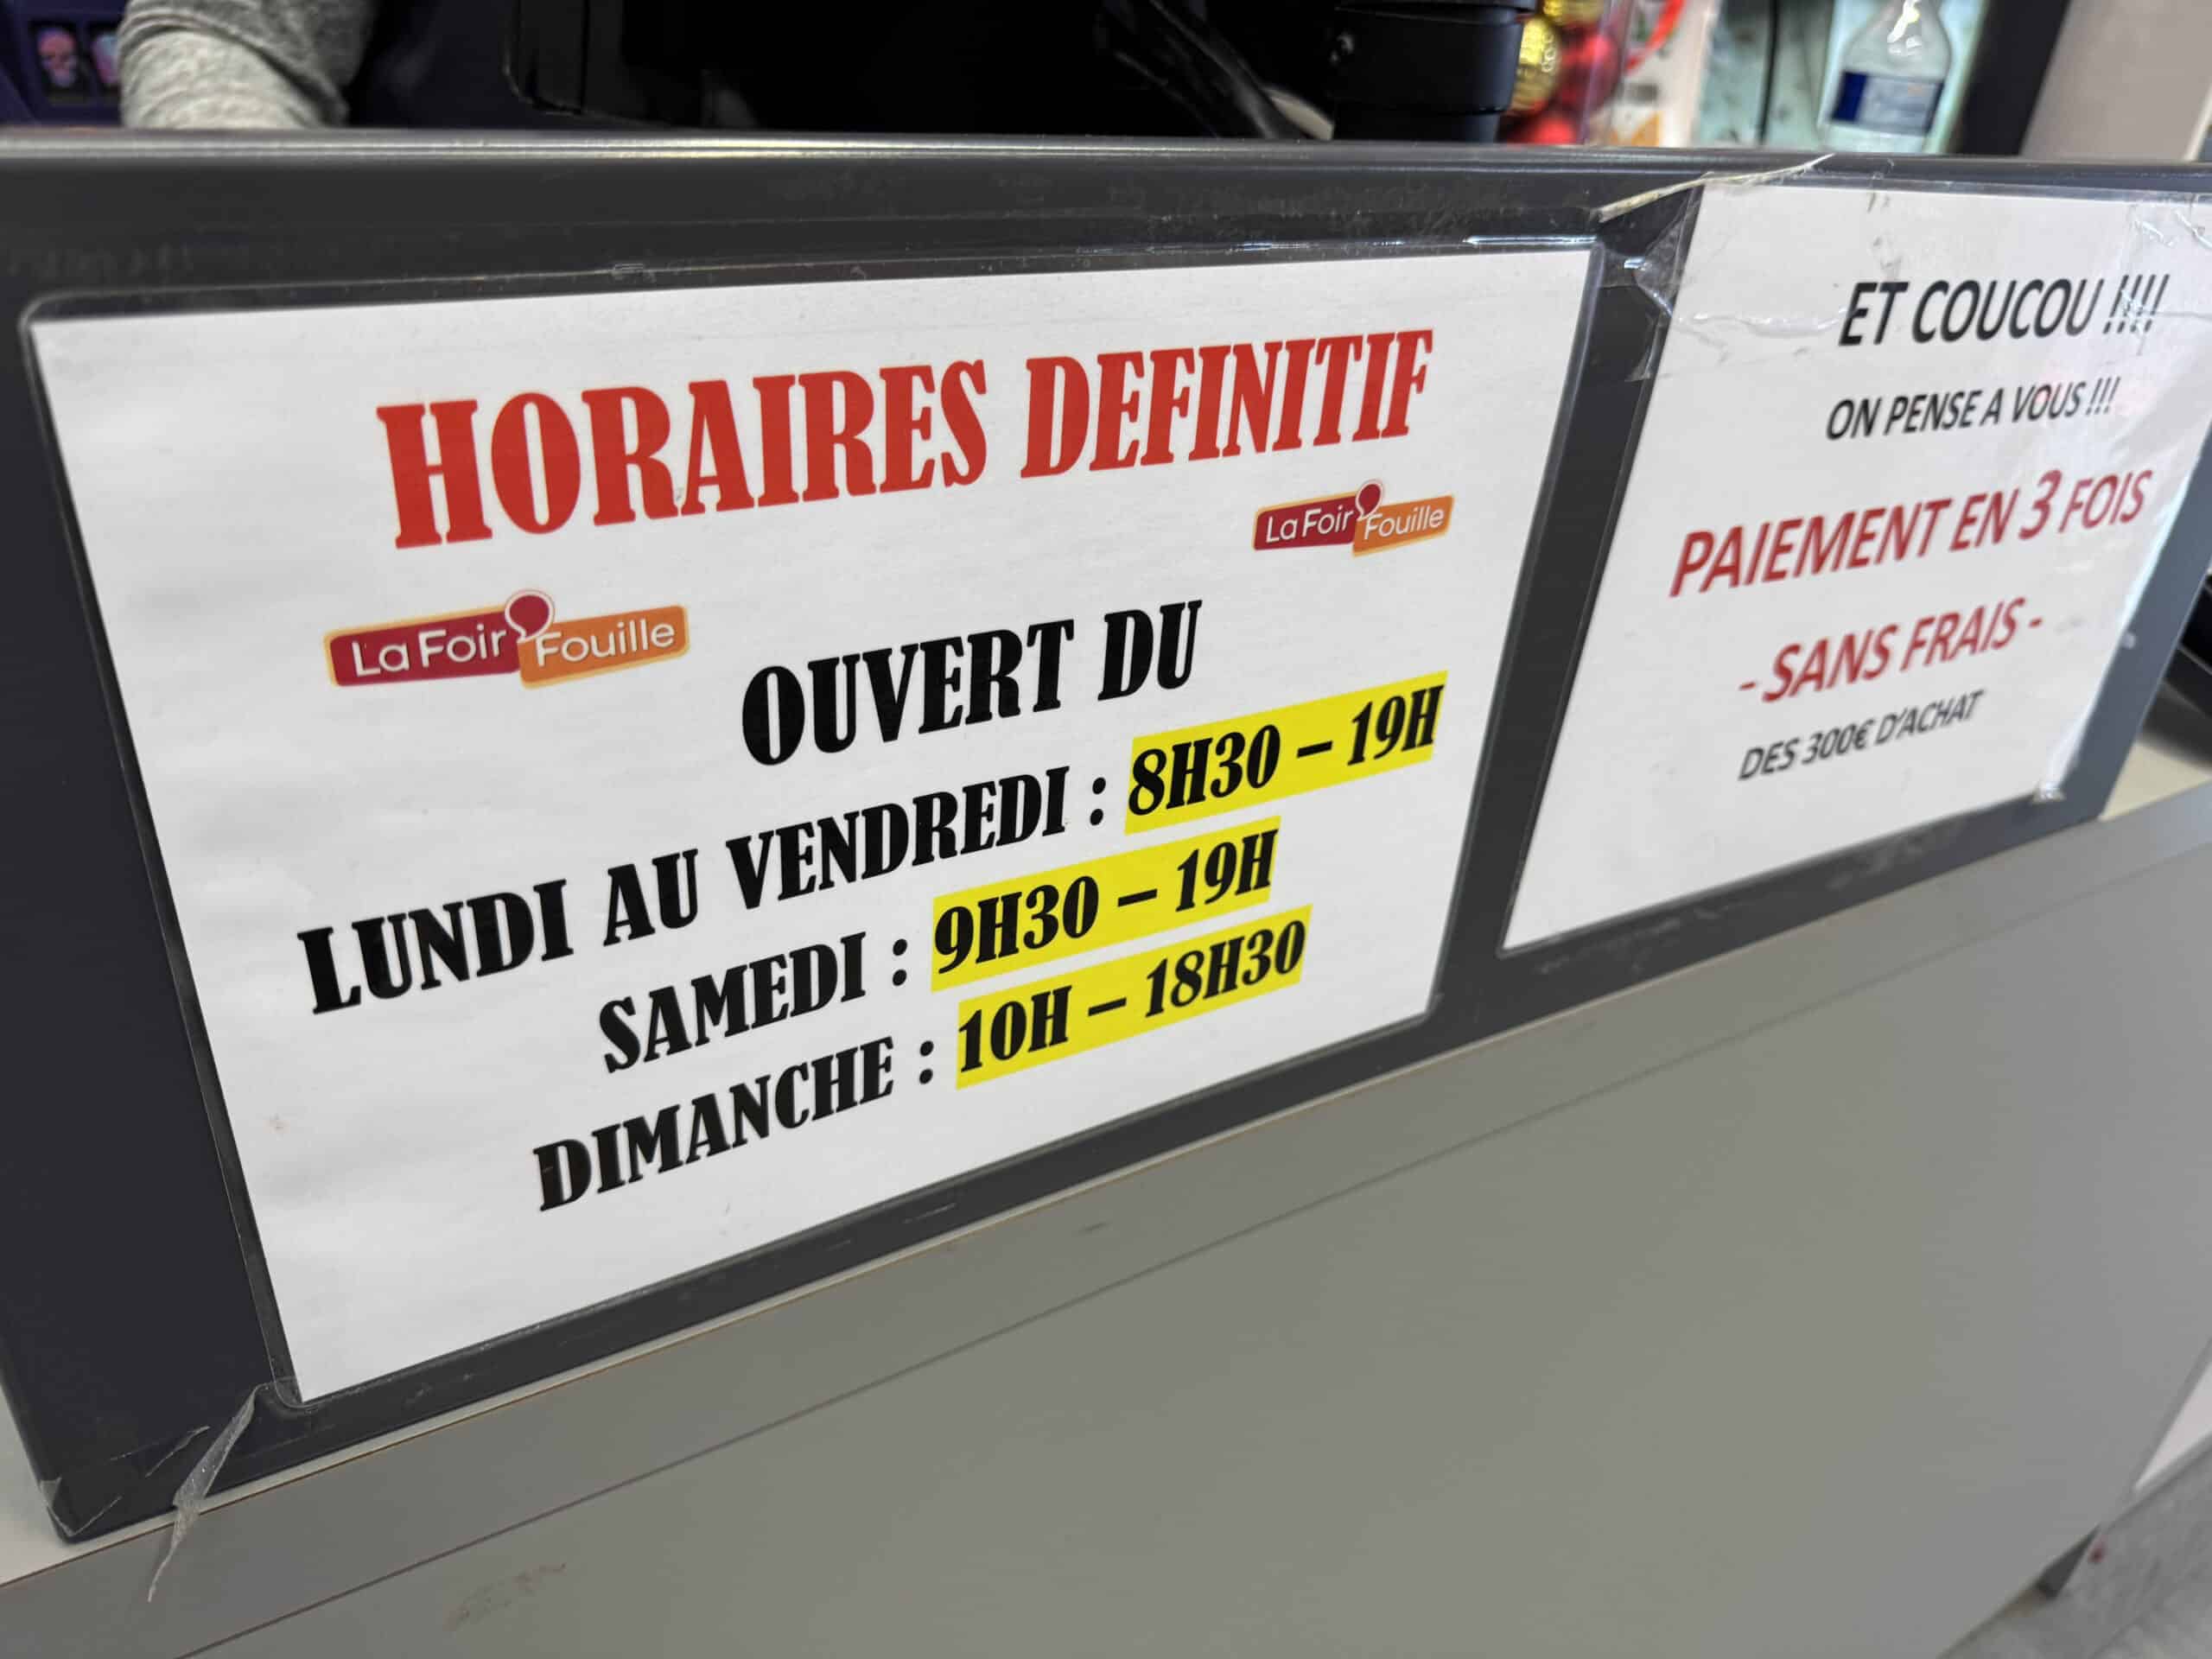 HORAIRES DEFINITIF
La Foir'Fouille
La Foir'Fouille
OUVERT DU
LUNDI AU VENDREDI : 8H30 – 19H
SAMEDI : 9H30 – 19H
DIMANCHE : 10H – 18H30
ET COUCOU !!!!
ON PENSE A VOUS !!!
PAIEMENT EN 3 FOIS
- SANS FRAIS -
DES 300€ D'ACHAT